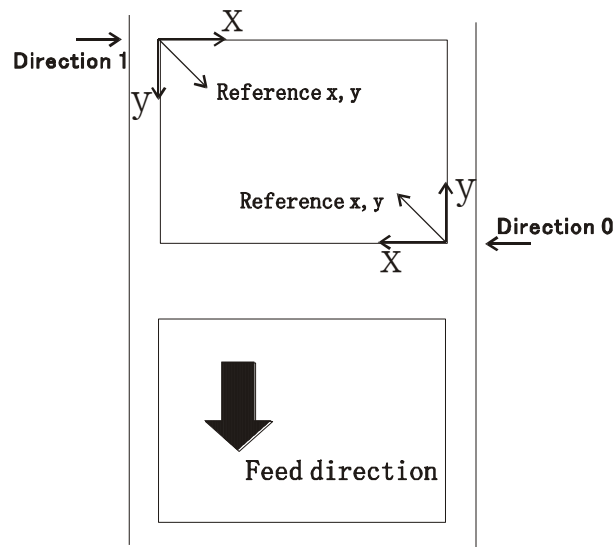 X
Direction 1
y
Reference x, y
Reference x, y
y
Direction 0
X
Feed direction